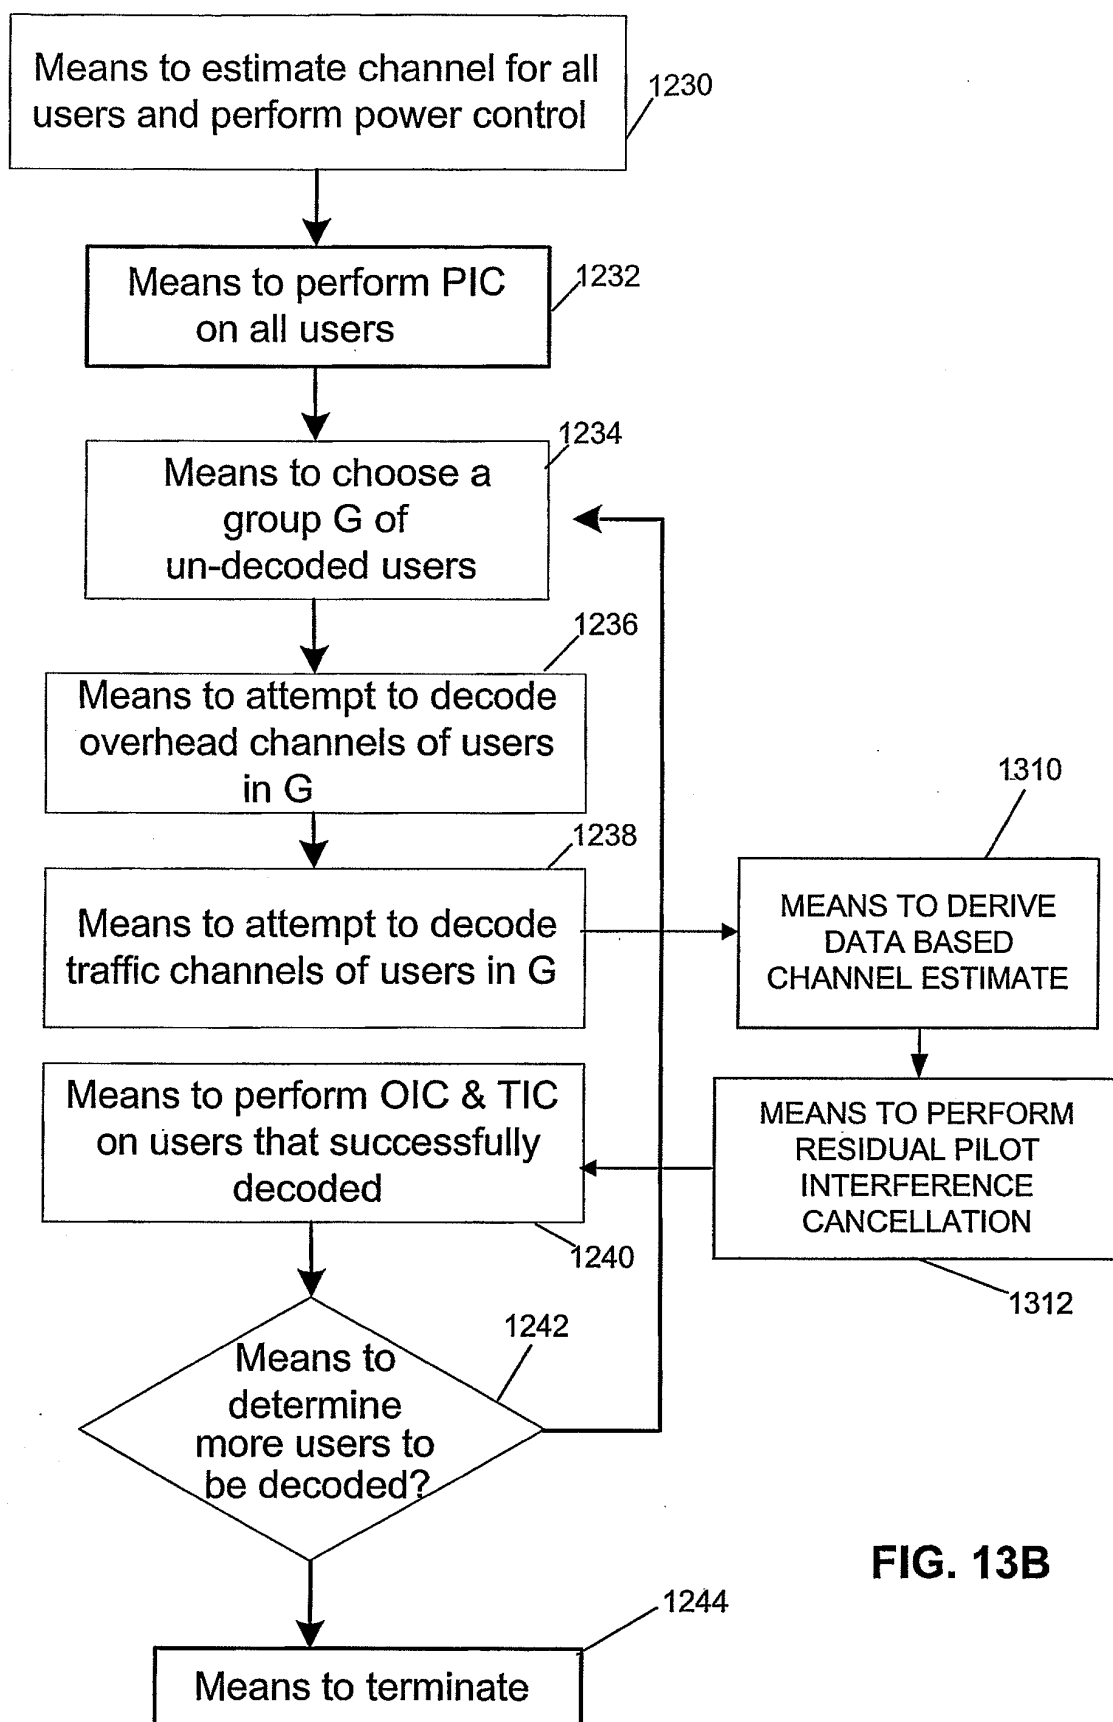 Means to estimate channel for all
users and perform power control
1230
Means to perform PIC
on all users
1232
1234
Means to choose a
group G of
un-decoded users
1236
Means to attempt to decode
overhead channels of users
in G
1238
Means to attempt to decode
traffic channels of users in G
1310
MEANS TO DERIVE
DATA BASED
CHANNEL ESTIMATE
Means to perform OIC & TIC
on users that successfully
decoded
1240
MEANS TO PERFORM
RESIDUAL PILOT
INTERFERENCE
CANCELLATION
1312
1242
Means to
determine
more users to
be decoded?
FIG. 13B
1244
Means to terminate